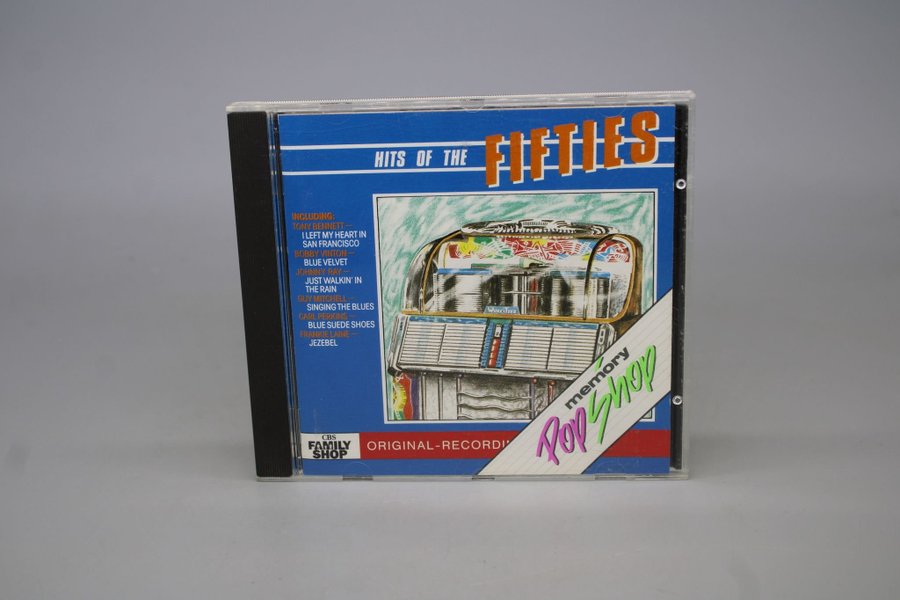 HITS OF THE FIFTIES
INCLUDING:
TONY BENNETT—
I LEFT MY HEART IN
SAN FRANCISCO
BOBBY VINTON—
BLUE VELVET
JOHNNY RAY—
JUST WALKIN' IN
THE RAIN
GUY MITCHELL—
SINGING THE BLUES
CARL PERKINS—
BLUE SUEDE SHOES
FRANKIE LAINE—
JEZEBEL
memory
Pop Shop
CBS
FAMILY
SHOP
ORIGINAL-RECORDIN